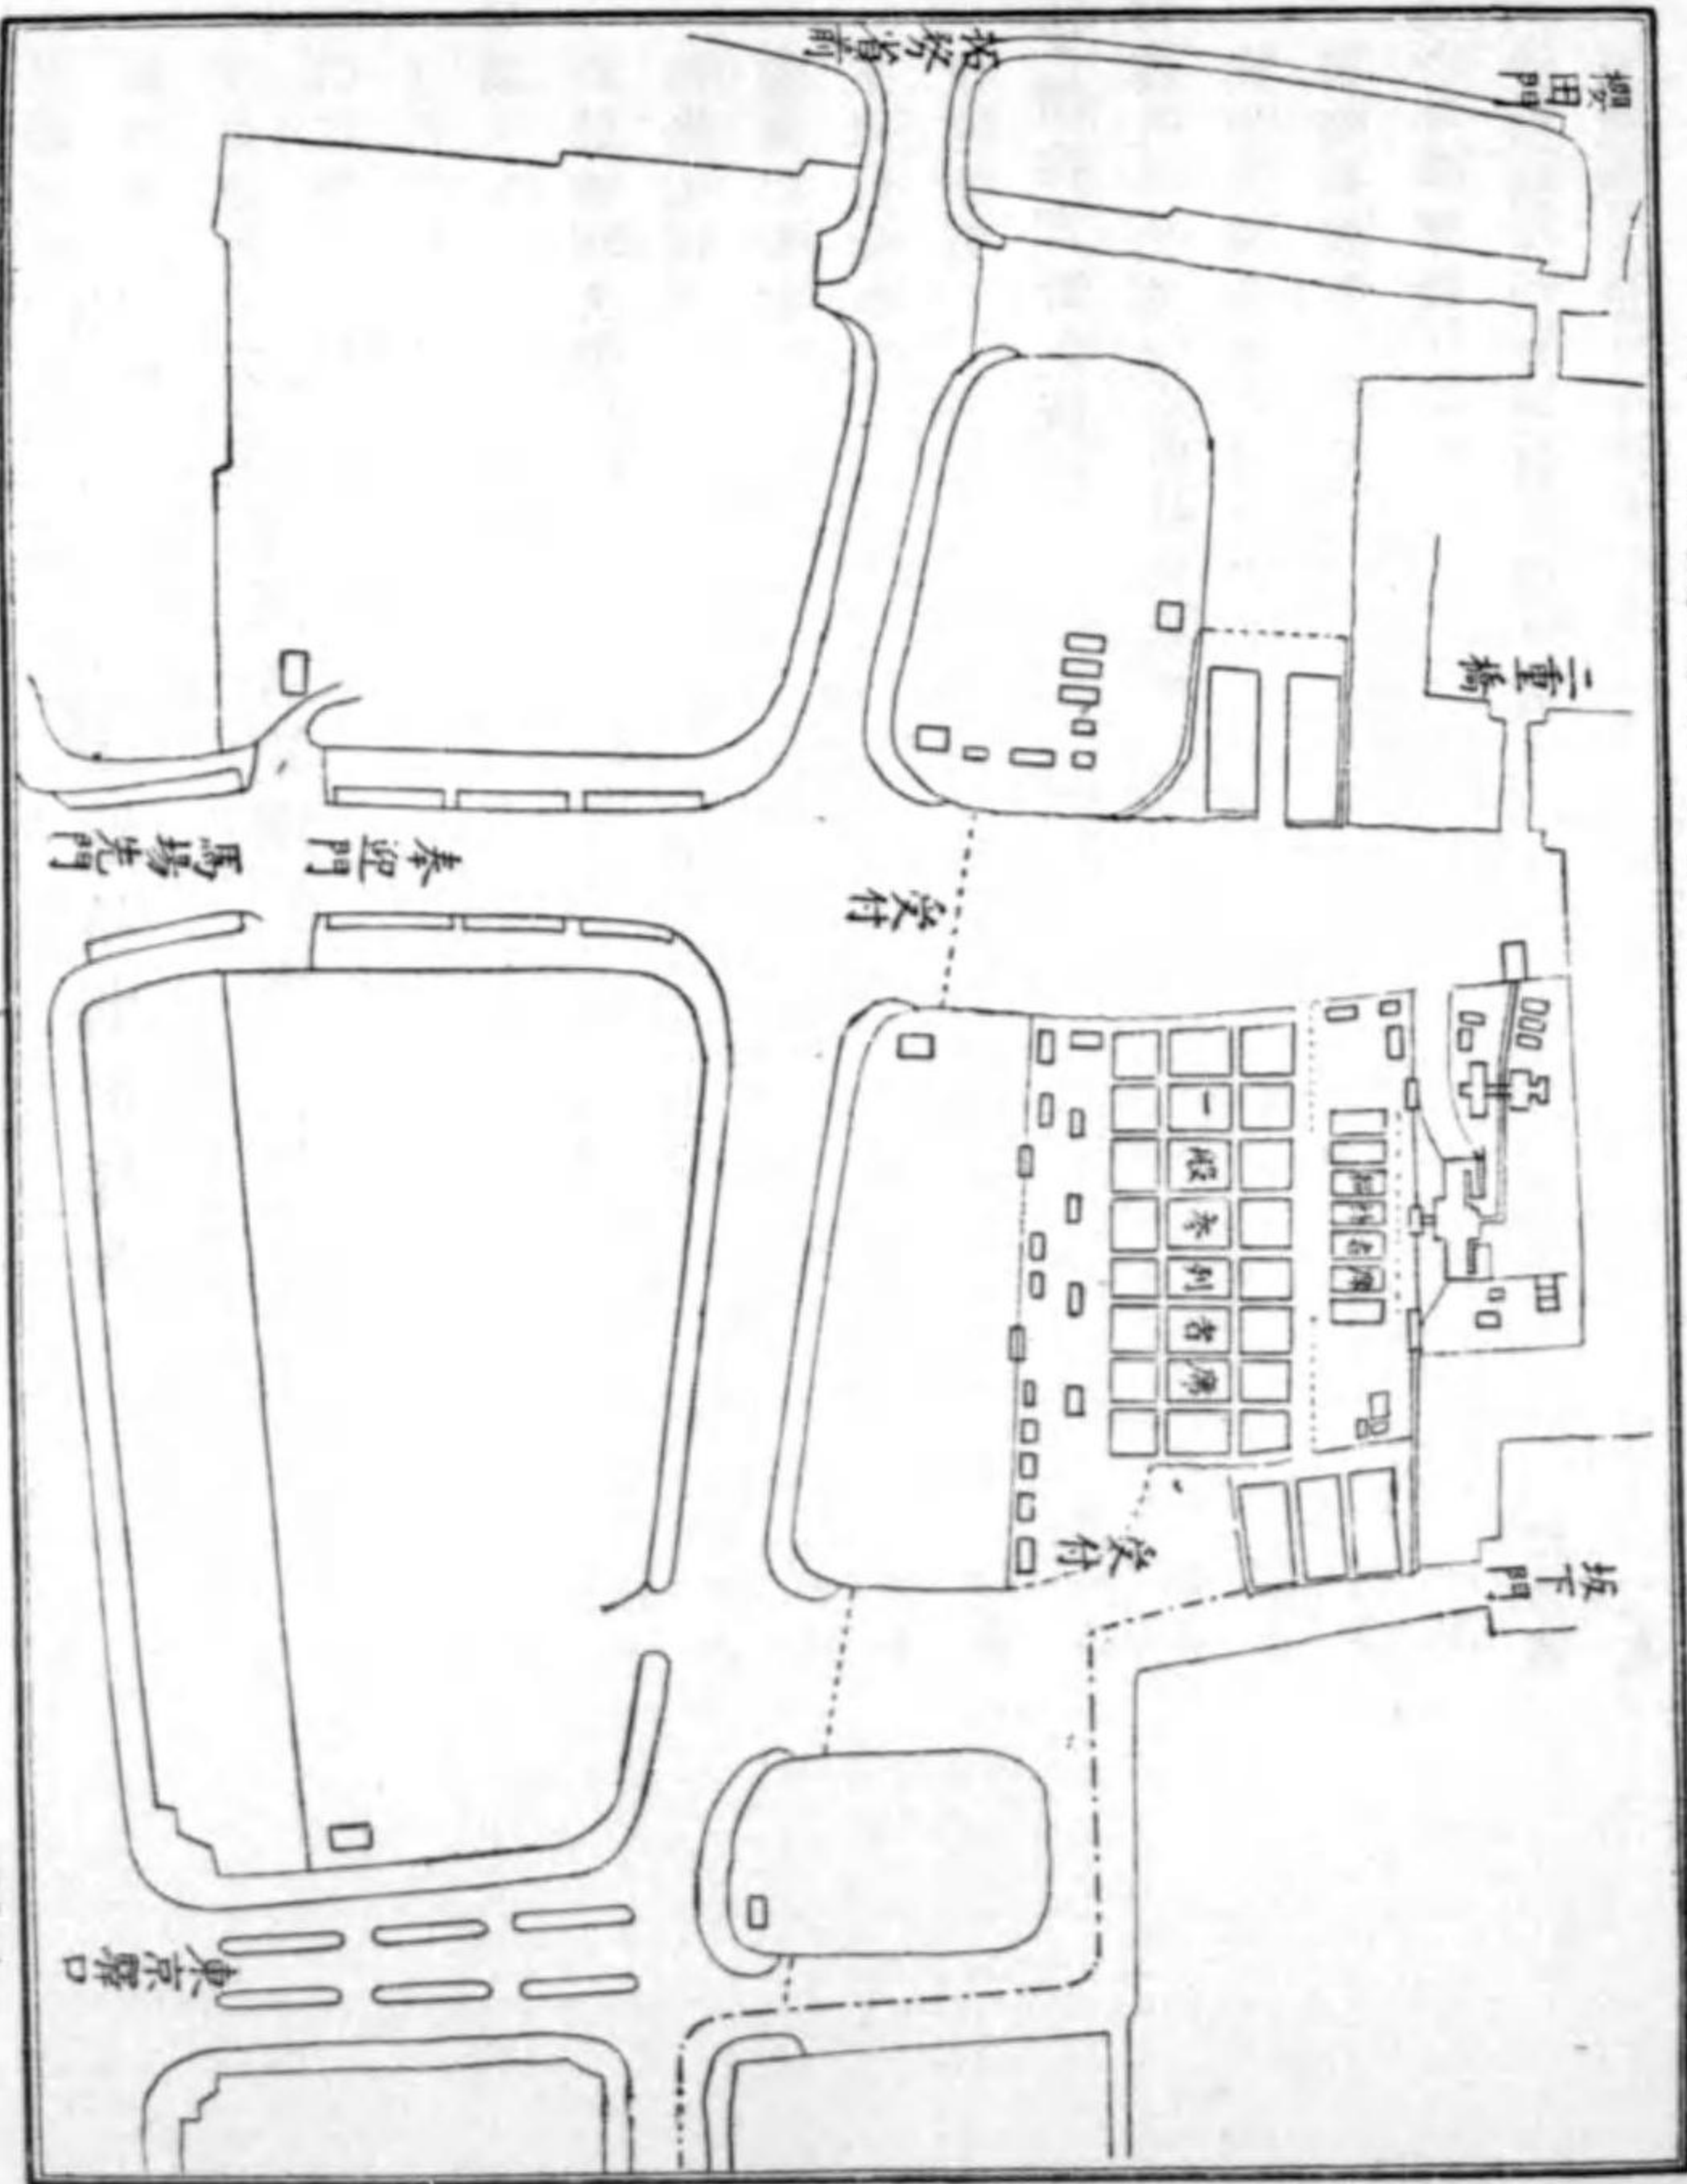 櫻田門
拓務省前
二重橋
馬場先門
奉迎門
受付
一般参列者席
受付
坂下門
東京驛口